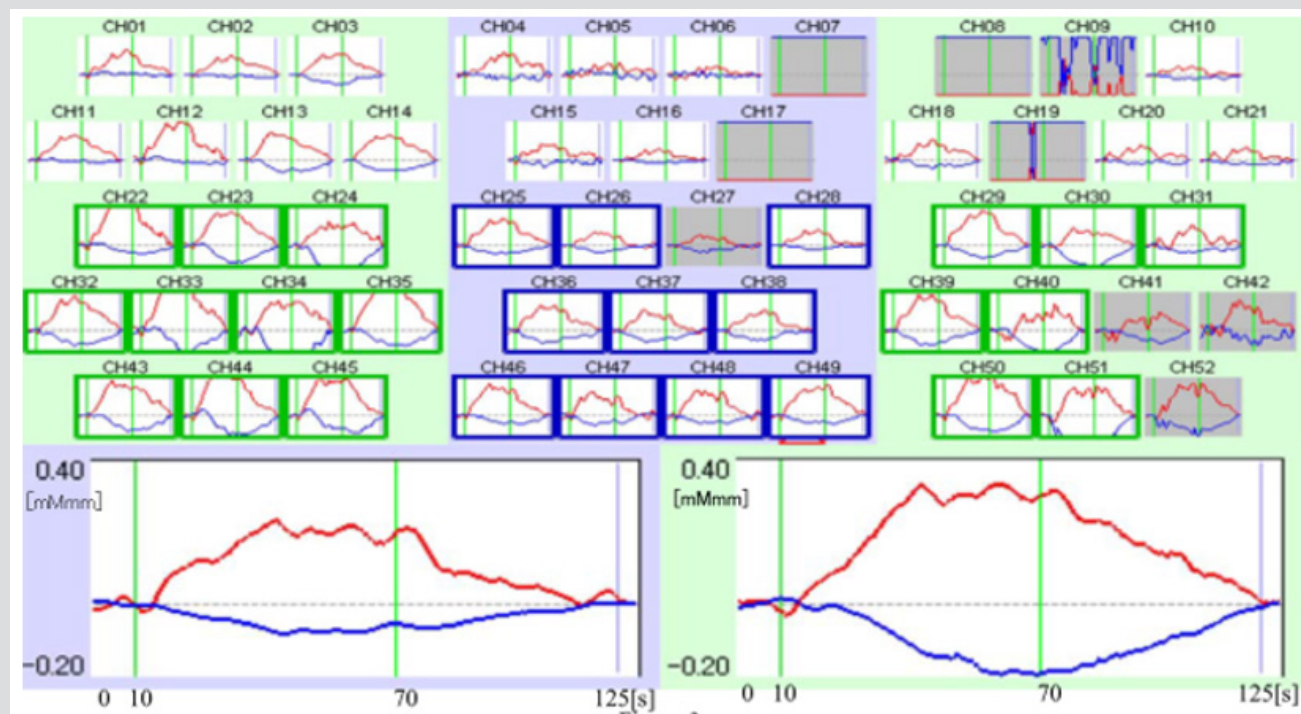 CH01 CH02 CH03 CH04 CH05 CH06 CH07 CH08 CH09 CH10
CH11 CH12 CH13 CH14 CH15 CH16 CH17 CH18 CH19 CH20 CH21
CH22 CH23 CH24 CH25 CH26 CH27 CH28 CH29 CH30 CH31
CH32 CH33 CH34 CH35 CH36 CH37 CH38 CH39 CH40 CH41 CH42
CH43 CH44 CH45 CH46 CH47 CH48 CH49 CH50 CH51 CH52
0.40 0.40
[mMmm] [mMmm]
−0.20 −0.20
0 10 70 125[s] 0 10 70 125[s]